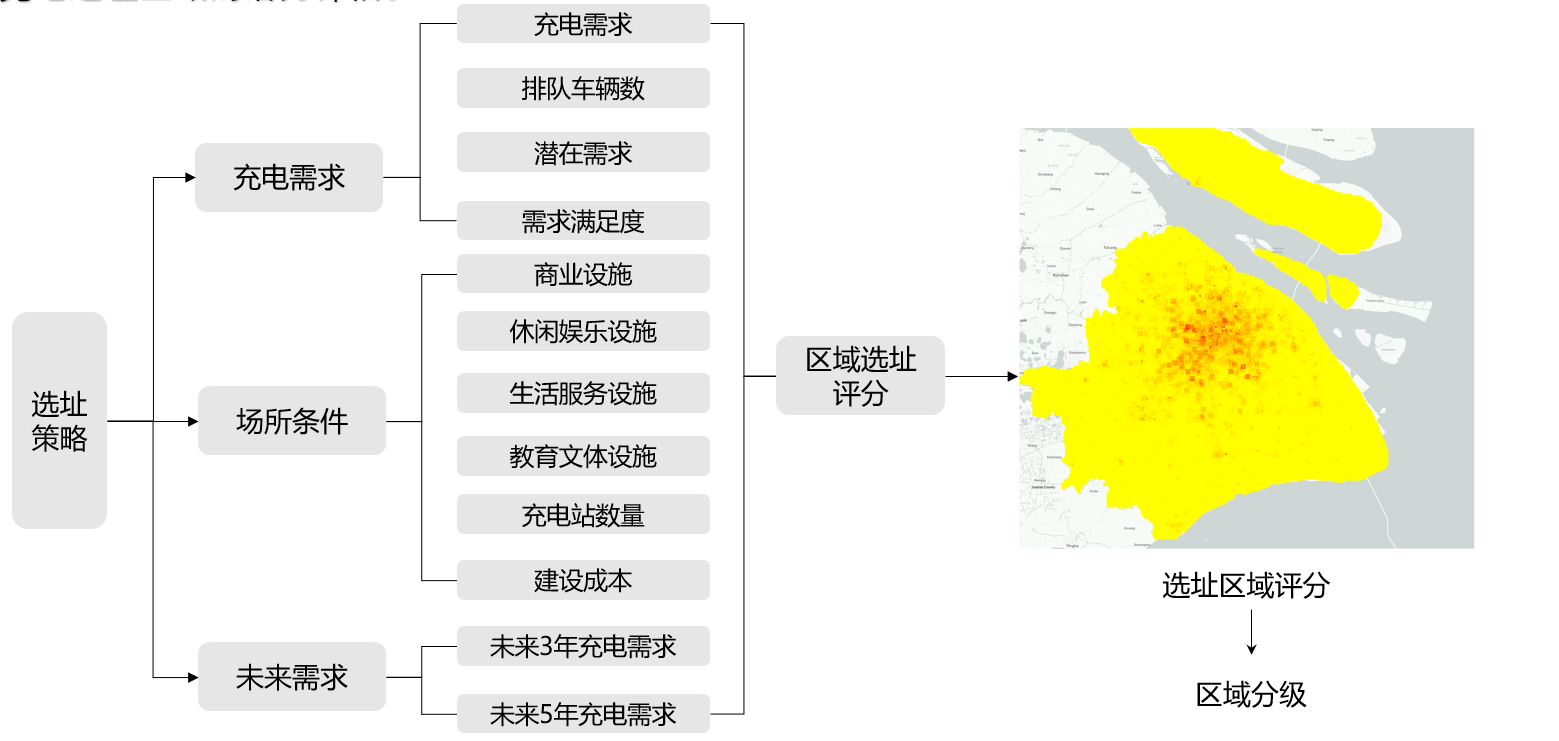 充电需求
排队车辆数
潜在需求
需求满足度
商业设施
休闲娱乐设施
生活服务设施
教育文体设施
充电站数量
建设成本
未来3年充电需求
未来5年充电需求
充电需求
场所条件
未来需求
选址
策略
区域选址
评分
选址区域评分
区域分级